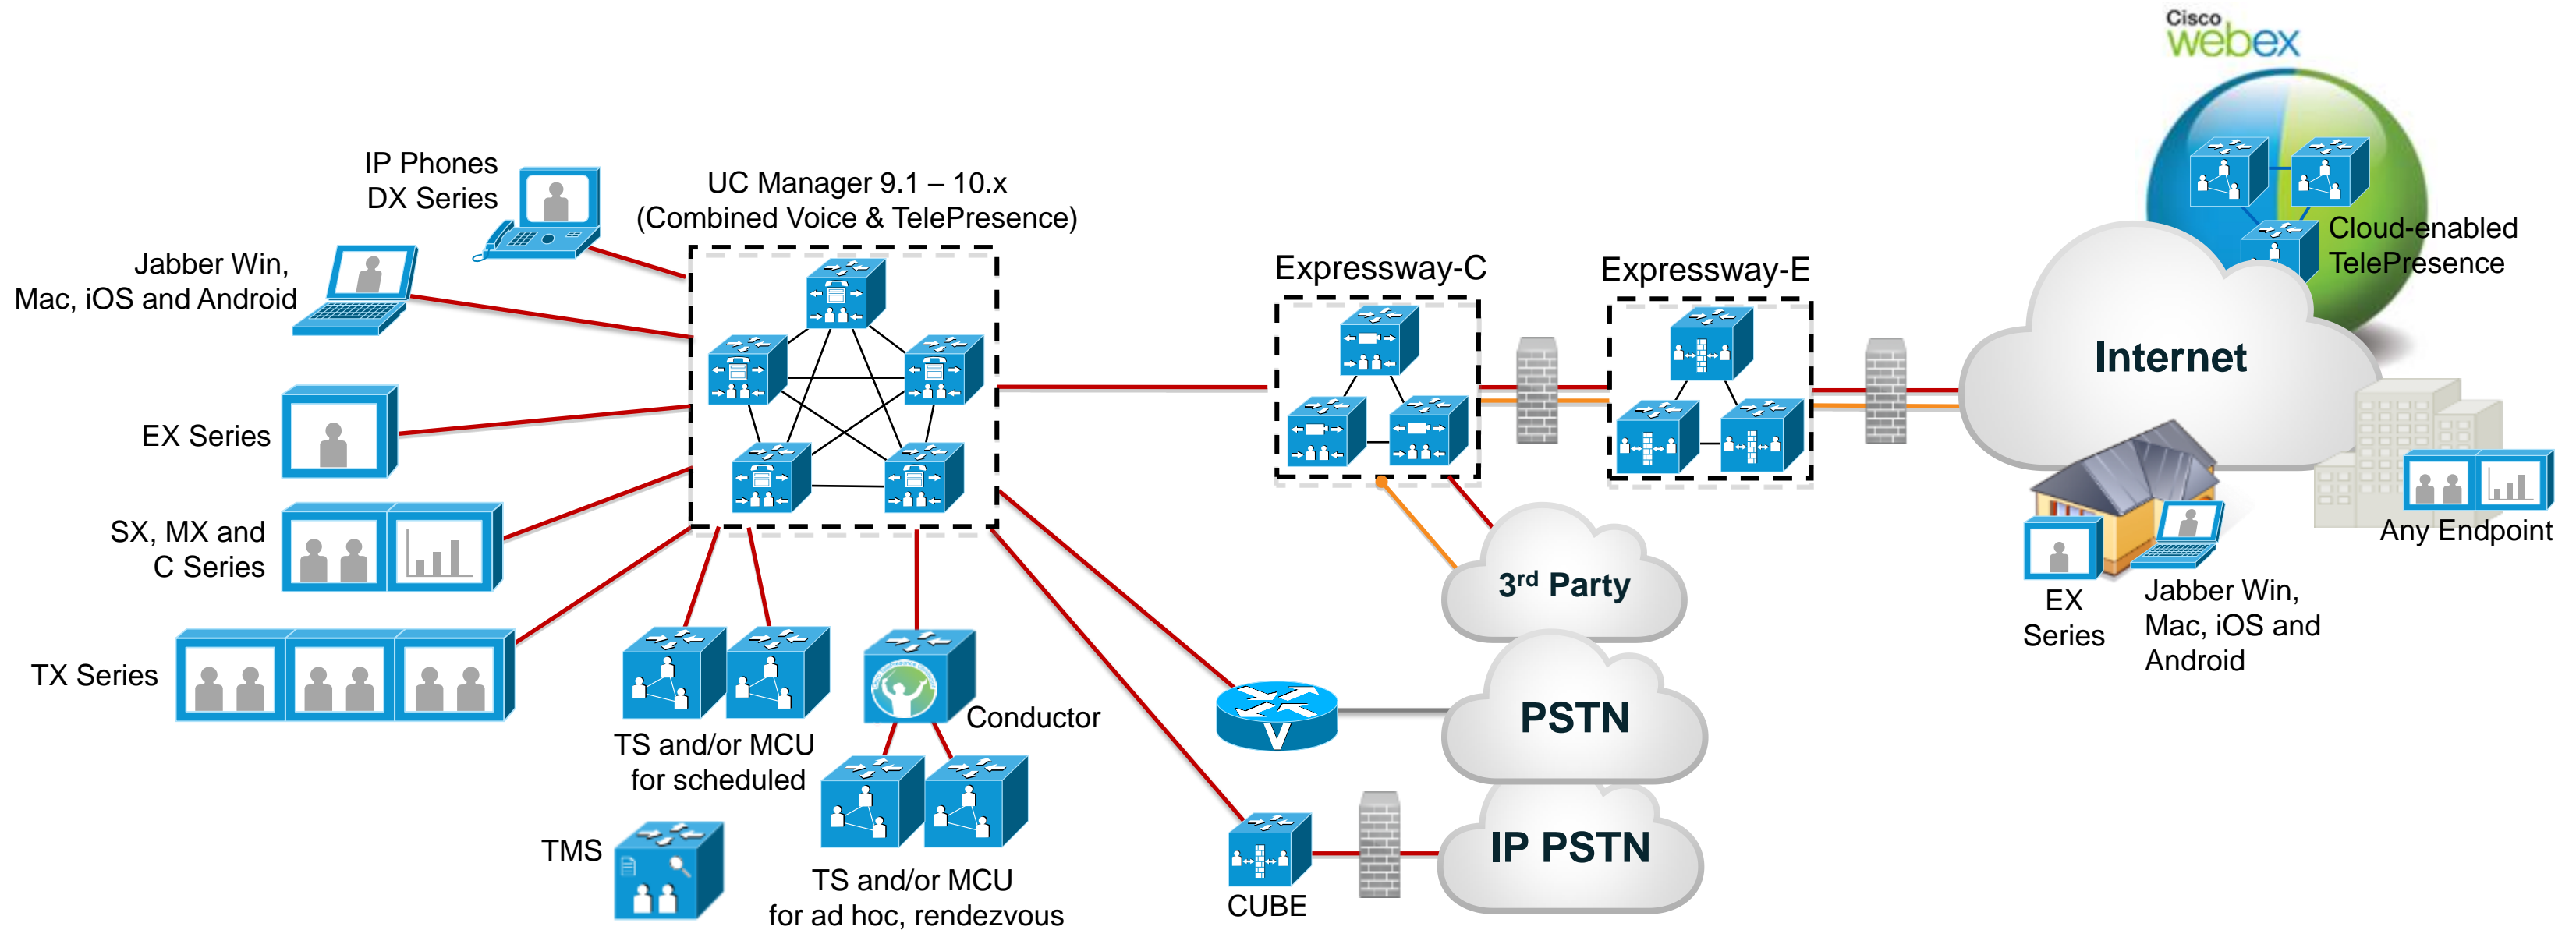 Cisco
webex
IP Phones
DX Series
UC Manager 9.1 – 10.x
(Combined Voice & TelePresence)
Jabber Win,
Mac, iOS and Android
Expressway-C
Expressway-E
Cloud-enabled
TelePresence
Internet
EX Series
SX, MX and
C Series
TX Series
3rd Party
Any Endpoint
EX
Series
Jabber Win,
Mac, iOS and
Android
Conductor
TS and/or MCU
for scheduled
V
PSTN
TMS
TS and/or MCU
for ad hoc, rendezvous
CUBE
IP PSTN